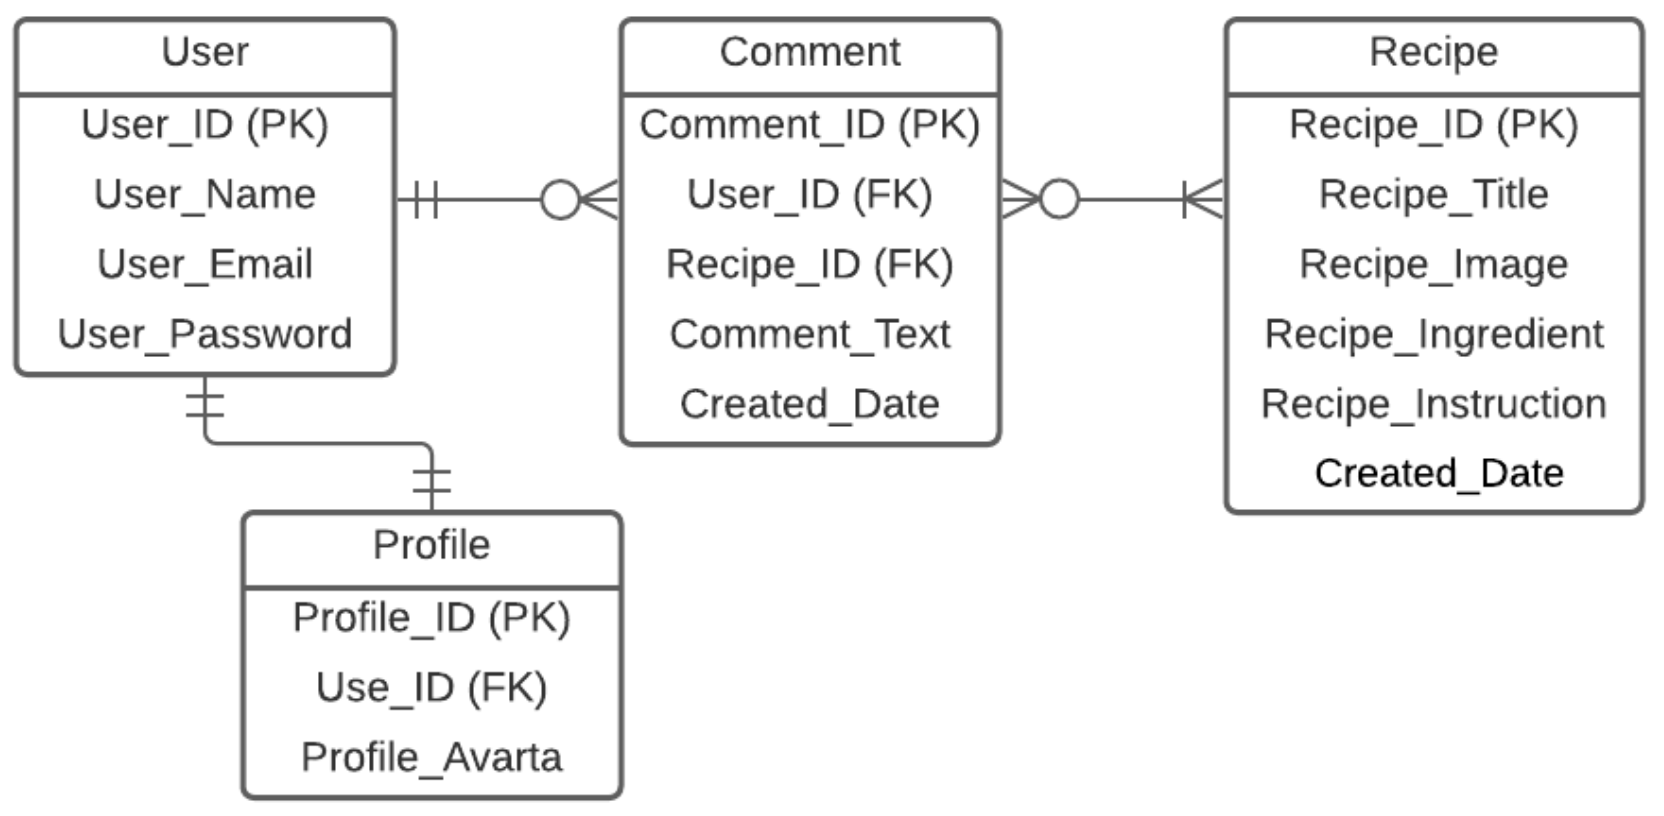 User
User_ID (PK)
User_Name
User_Email
User_Password
Comment
Comment_ID (PK)
User_ID (FK)
Recipe_ID (FK)
Comment_Text
Created_Date
Recipe
Recipe_ID (PK)
Recipe_Title
Recipe_Image
Recipe_Ingredient
Recipe_Instruction
Created_Date
Profile
Profile_ID (PK)
Use_ID (FK)
Profile_Avarta